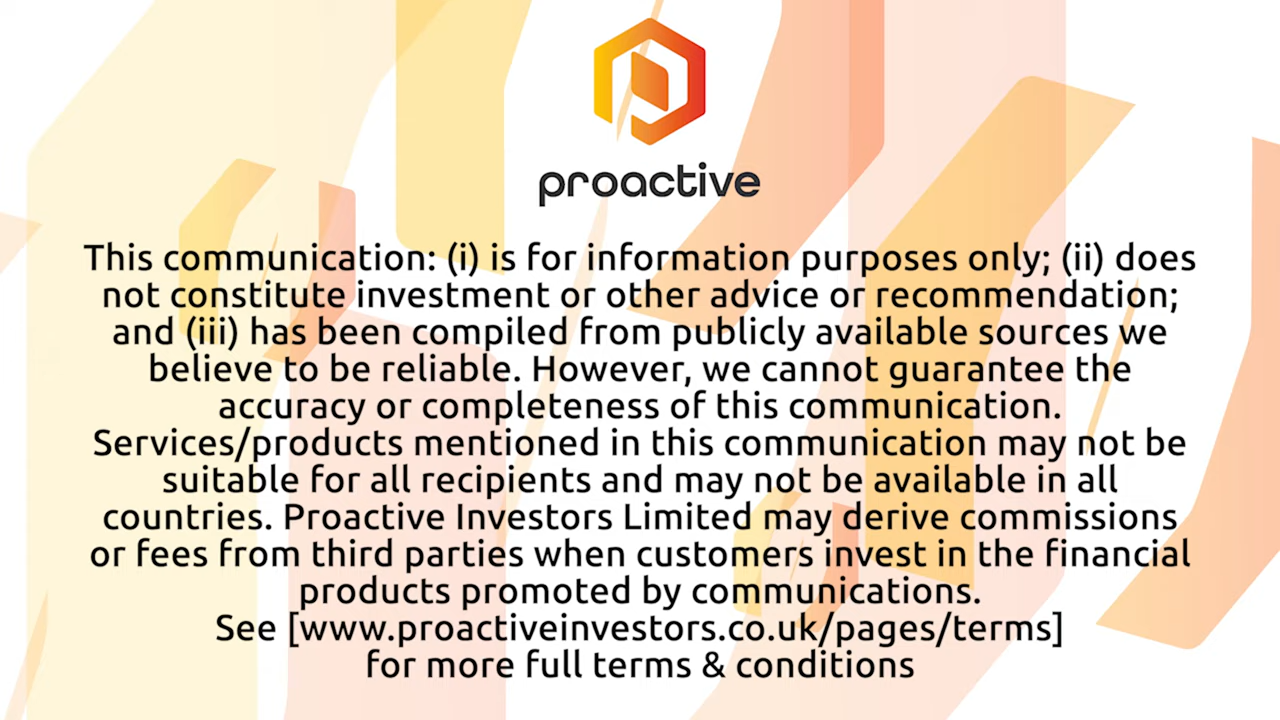 proactive
This communication: (i) is for information purposes only; (ii) does
not constitute investment or other advice or recommendation;
and (iii) has been compiled from publicly available sources we
believe to be reliable. However, we cannot guarantee the
accuracy or completeness of this communication.
Services/products mentioned in this communication may not be
suitable for all recipients and may not be available in all
countries. Proactive Investors Limited may derive commissions
or fees from third parties when customers invest in the financial
products promoted by communications.
See [www.proactiveinvestors.co.uk/pages/terms]
for more full terms & conditions